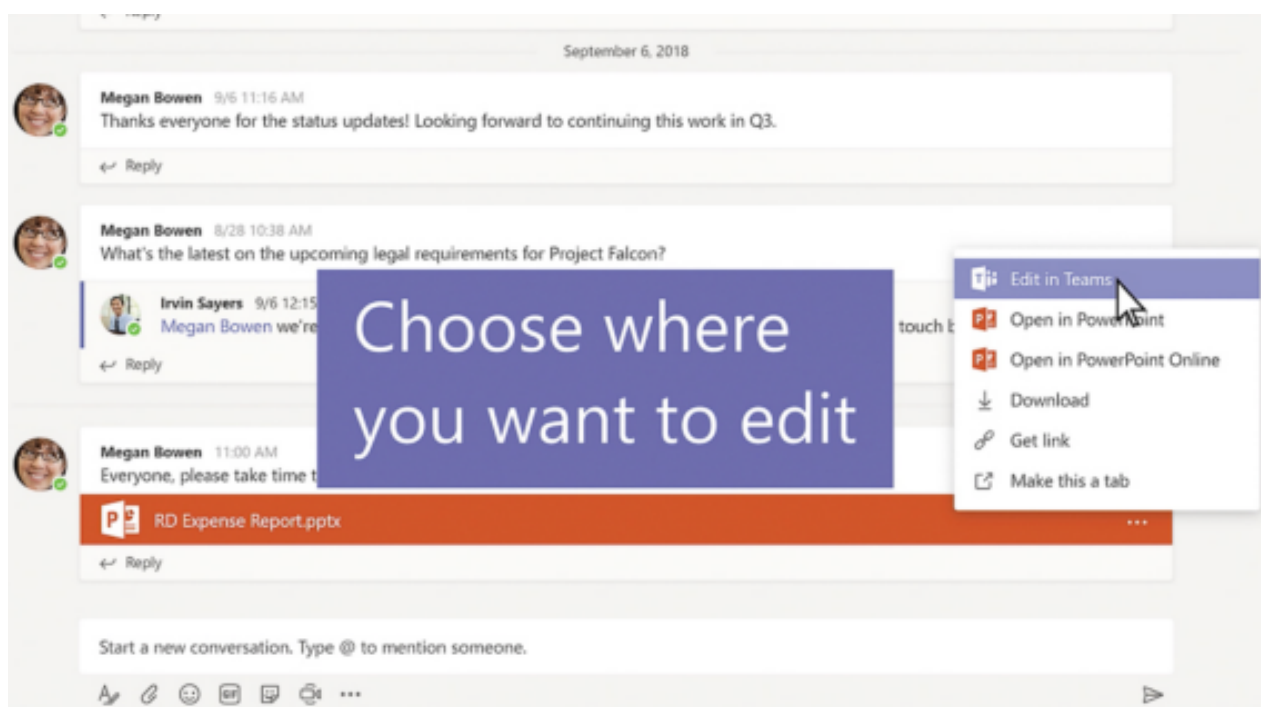 Reply
September 6, 2018
Megan Bowen 9/6 11:16 AM
Thanks everyone for the status updates! Looking forward to continuing this work in Q3.
Reply
Megan Bowen 8/28 10:38 AM
What's the latest on the upcoming legal requirements for Project Falcon?
Irvin Sayers 9/6 12:15
Megan Bowen we're
touch
Reply
Choose where
you want to edit
Megan Bowen 11:00 AM
Everyone, please take time
RD Expense Report.pptx
Reply
Edit in Teams
Open in PowerPoint
Open in PowerPoint Online
Download
Get link
Make this a tab
Start a new conversation. Type @ to mention someone.
GIF